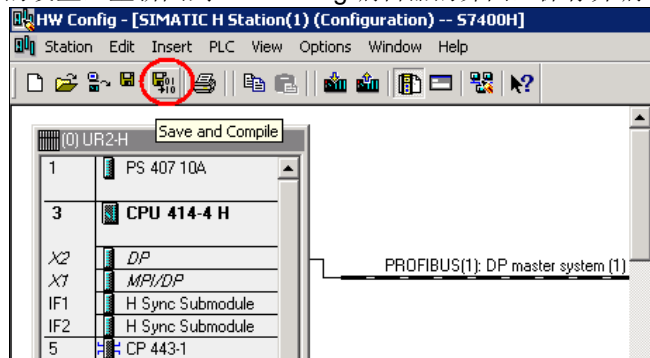 HW Config - [SIMATIC H Station(1) (Configuration) -- S7400H]
Station Edit Insert PLC View Options Window Help
Save and Compile
(0) UR2-H
1 PS 407 10A
3 CPU 414-4 H
X2 DP
X1 MPI/DP
IF1 H Sync Submodule
IF2 H Sync Submodule
5 CP 443-1
PROFIBUS(1): DP master system (1)